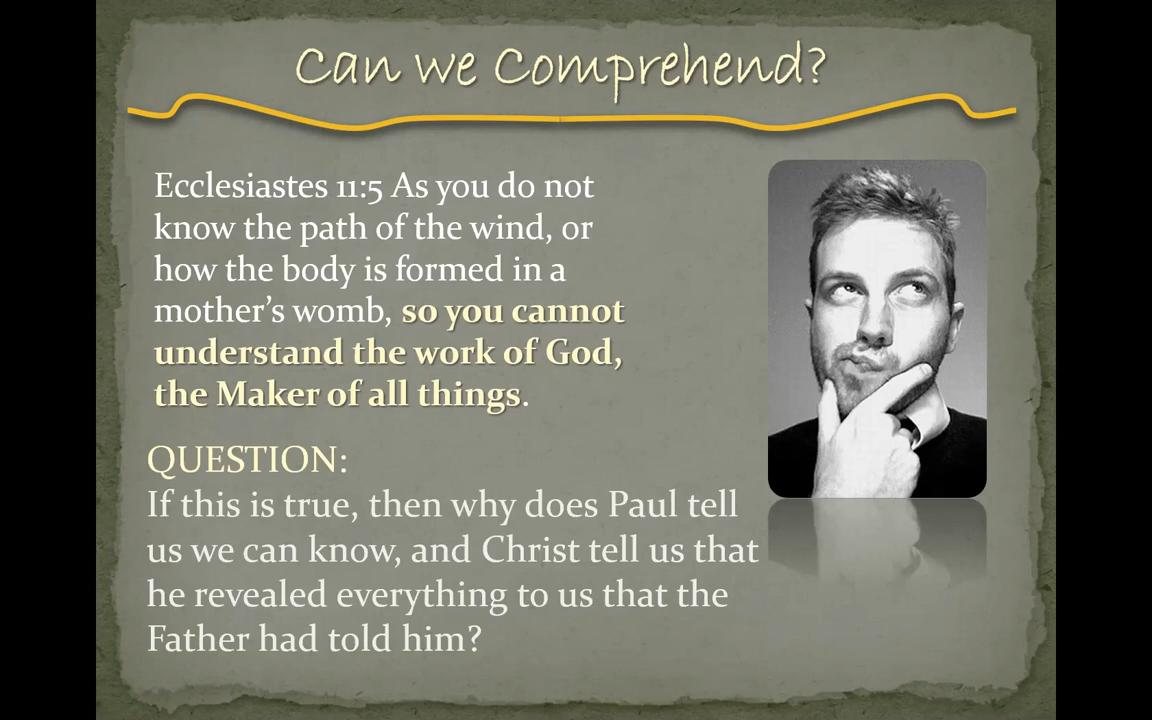 Can we Comprehend?
Ecclesiastes 11:5 As you do not
know the path of the wind, or
how the body is formed in a
mother's womb, so you cannot
understand the work of God,
the Maker of all things.
QUESTION:
If this is true, then why does Paul tell
us we can know, and Christ tell us that
he revealed everything to us that the
Father had told him?